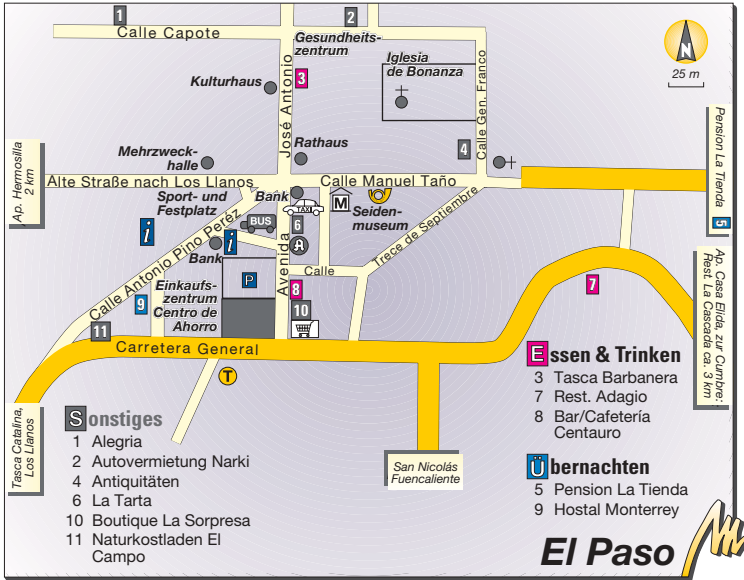 1
2
Calle Capote
Gesundheits-
zentrum
Iglesia
de Bonanza
N
25 m
Kulturhaus
3
José Antonio
Calle Gen. Franco
4
Rathaus
Mehrzweck-
halle
Ap. Hermosilla
2 km
Alte Straße nach Los Llanos
Calle Manuel Taño
Pension La Tienda
5
Sport- und
Festplatz
Bank
TAXI
M
Seiden-
museum
BUS
6
i
i
A
Bank
Trece de Septiembre
Calle Antonio Pino Peréz
Avenida
Calle
P
8
7
Einkaufs-
zentrum
Centro de
Ahorro
9
10
11
Carretera General
Ap. Casa Elida, zur Cumbre:
Rest. La Cascada ca. 3 km
T
Tasca Catalina,
Los Llanos
San Nicolás
Fuencaliente
Sonstiges
1 Alegria
2 Autovermietung Narki
4 Antiquitäten
6 La Tarta
10 Boutique La Sorpresa
11 Naturkostladen El
Campo
Essen & Trinken
3 Tasca Barbanera
7 Rest. Adagio
8 Bar/Cafetería
Centauro
Übernachten
5 Pension La Tienda
9 Hostal Monterrey
El Paso